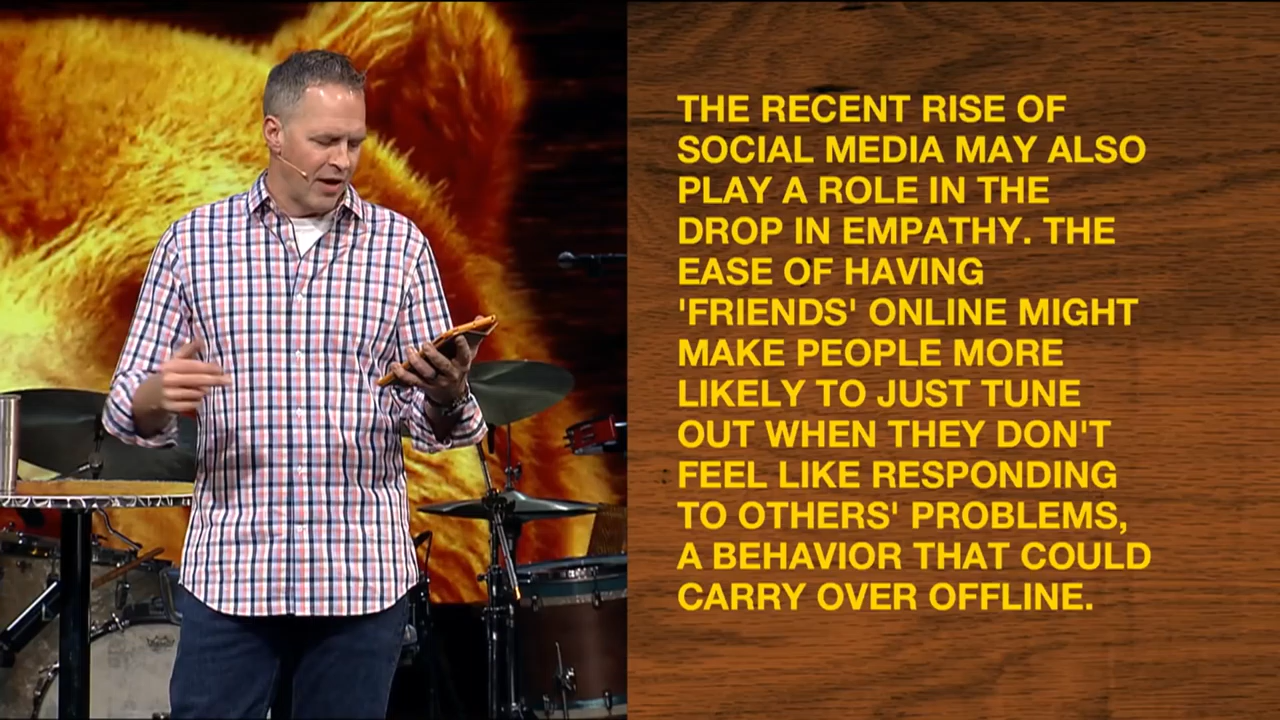 THE RECENT RISE OF
SOCIAL MEDIA MAY ALSO
PLAY A ROLE IN THE
DROP IN EMPATHY. THE
EASE OF HAVING
'FRIENDS' ONLINE MIGHT
MAKE PEOPLE MORE
LIKELY TO JUST TUNE
OUT WHEN THEY DON'T
FEEL LIKE RESPONDING
TO OTHERS' PROBLEMS,
A BEHAVIOR THAT COULD
CARRY OVER OFFLINE.